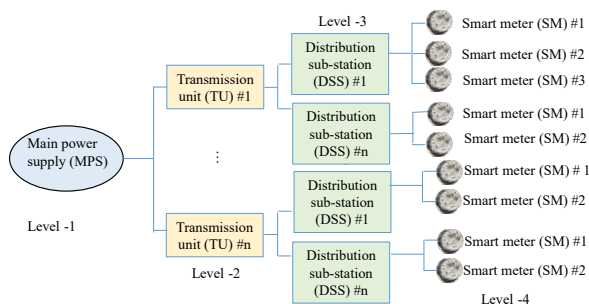 Level -3
Smart meter (SM) #1
Smart meter (SM) #2
Smart meter (SM) #3
Distribution
sub-station
(DSS) #1
Transmission
unit (TU) #1
Distribution
sub-station
(DSS) #n
Smart meter (SM) #1
Smart meter (SM) #2
Main power
supply (MPS)
⋮
Distribution
sub-station
(DSS) #1
Smart meter (SM) # 1
Smart meter (SM) #2
Level -1
Transmission
unit (TU) #n
Level -2
Distribution
sub-station
(DSS) #n
Smart meter (SM) #1
Smart meter (SM) #2
Level -4